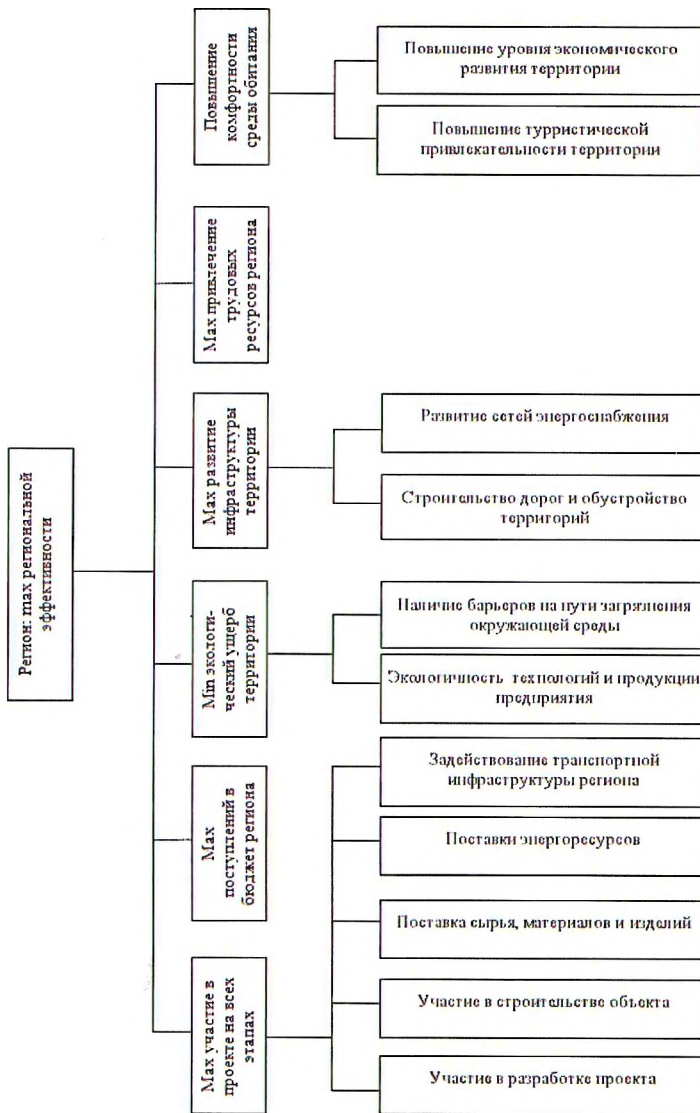 Регион: max региональной
эффективности
Повышение
комфортности
среды обитания
Повышение уровня экономического
развития территории
Повышение турристической
привлекательности территории
Max привлечение
трудовых
ресурсов региона
Max развитие
инфраструктуры
территории
Развитие сетей энергоснабжения
Строительство дорог и обустройство
территорий
Min экологи-
ческий ущерб
территории
Наличие барьеров на пути загрязнения
окружающей среды
Экологичность технологий и продукции
предприятия
Max
поступлений в
бюджет региона
Max участие в
проекте на всех
этапах
Задействование транспортной
инфраструктуры региона
Поставки энергоресурсов
Поставка сырья, материалов и изделий
Участие в строительстве объекта
Участие в разработке проекта